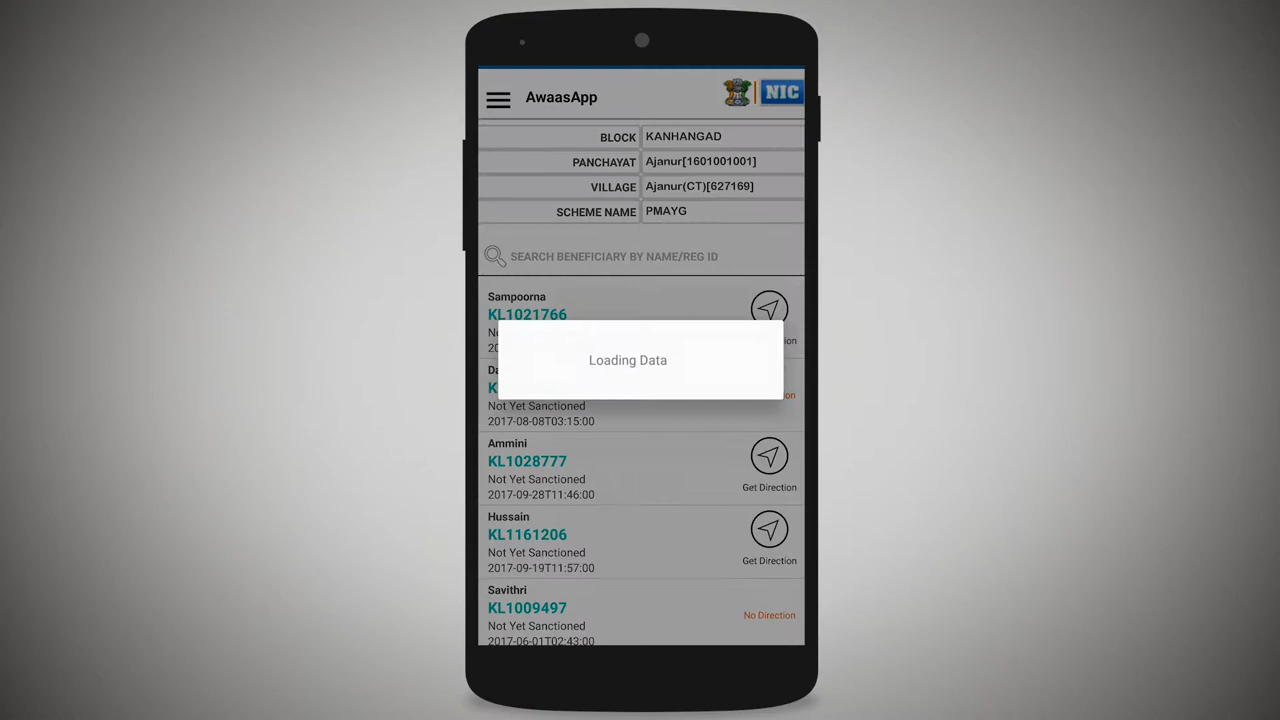 AwaasApp
NIC
BLOCK KANHANGAD
PANCHAYAT Ajanur[1601001001]
VILLAGE Ajanur(CT)[627169]
SCHEME NAME PMAYG
SEARCH BENEFICIARY BY NAME/REG ID
Sampoorna
KL1021766
Loading Data
Not Yet Sanctioned
2017-08-08T03:15:00
Ammini
KL1028777
Not Yet Sanctioned
2017-09-28T11:46:00
Get Direction
Hussain
KL1161206
Not Yet Sanctioned
2017-09-19T11:57:00
Get Direction
Savithri
KL1009497
Not Yet Sanctioned
2017-06-01T02:43:00
No Direction